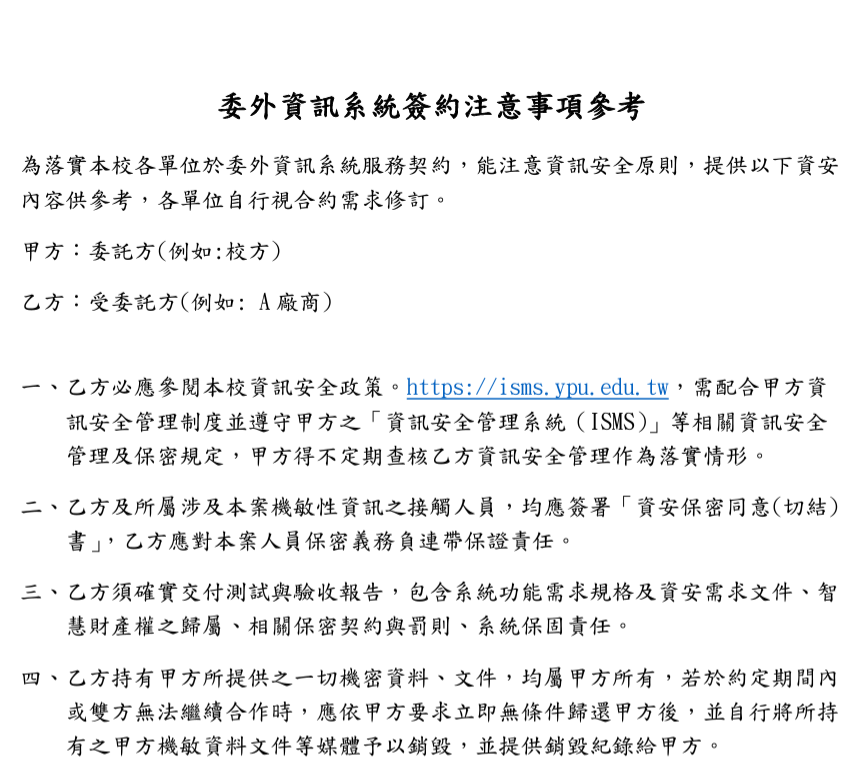 委外資訊系統簽約注意事項參考
為落實本校各單位於委外資訊系統服務契約，能注意資訊安全原則，提供以下資安
內容供參考，各單位自行視合約需求修訂。
甲方：委託方(例如:校方)
乙方：受委託方(例如: A廠商)
一、乙方必應參閱本校資訊安全政策。https://isms.ypu.edu.tw，需配合甲方資
訊安全管理制度並遵守甲方之「資訊安全管理系統（ISMS)」等相關資訊安全
管理及保密規定，甲方得不定期查核乙方資訊安全管理作為落實情形。
二、乙方及所屬涉及本案機敏性資訊之接觸人員，均應簽署「資安保密同意(切結)
書」，乙方應對本案人員保密義務負連帶保證責任。
三、乙方須確實交付測試與驗收報告，包含系統功能需求規格及資安需求文件、智
慧財產權之歸屬、相關保密契約與罰則、系統保固責任。
四、乙方持有甲方所提供之一切機密資料、文件，均屬甲方所有，若於約定期間內
或雙方無法繼續合作時，應依甲方要求立即無條件歸還甲方後，並自行將所持
有之甲方機敏資料文件等媒體予以銷毀，並提供銷毀紀錄給甲方。